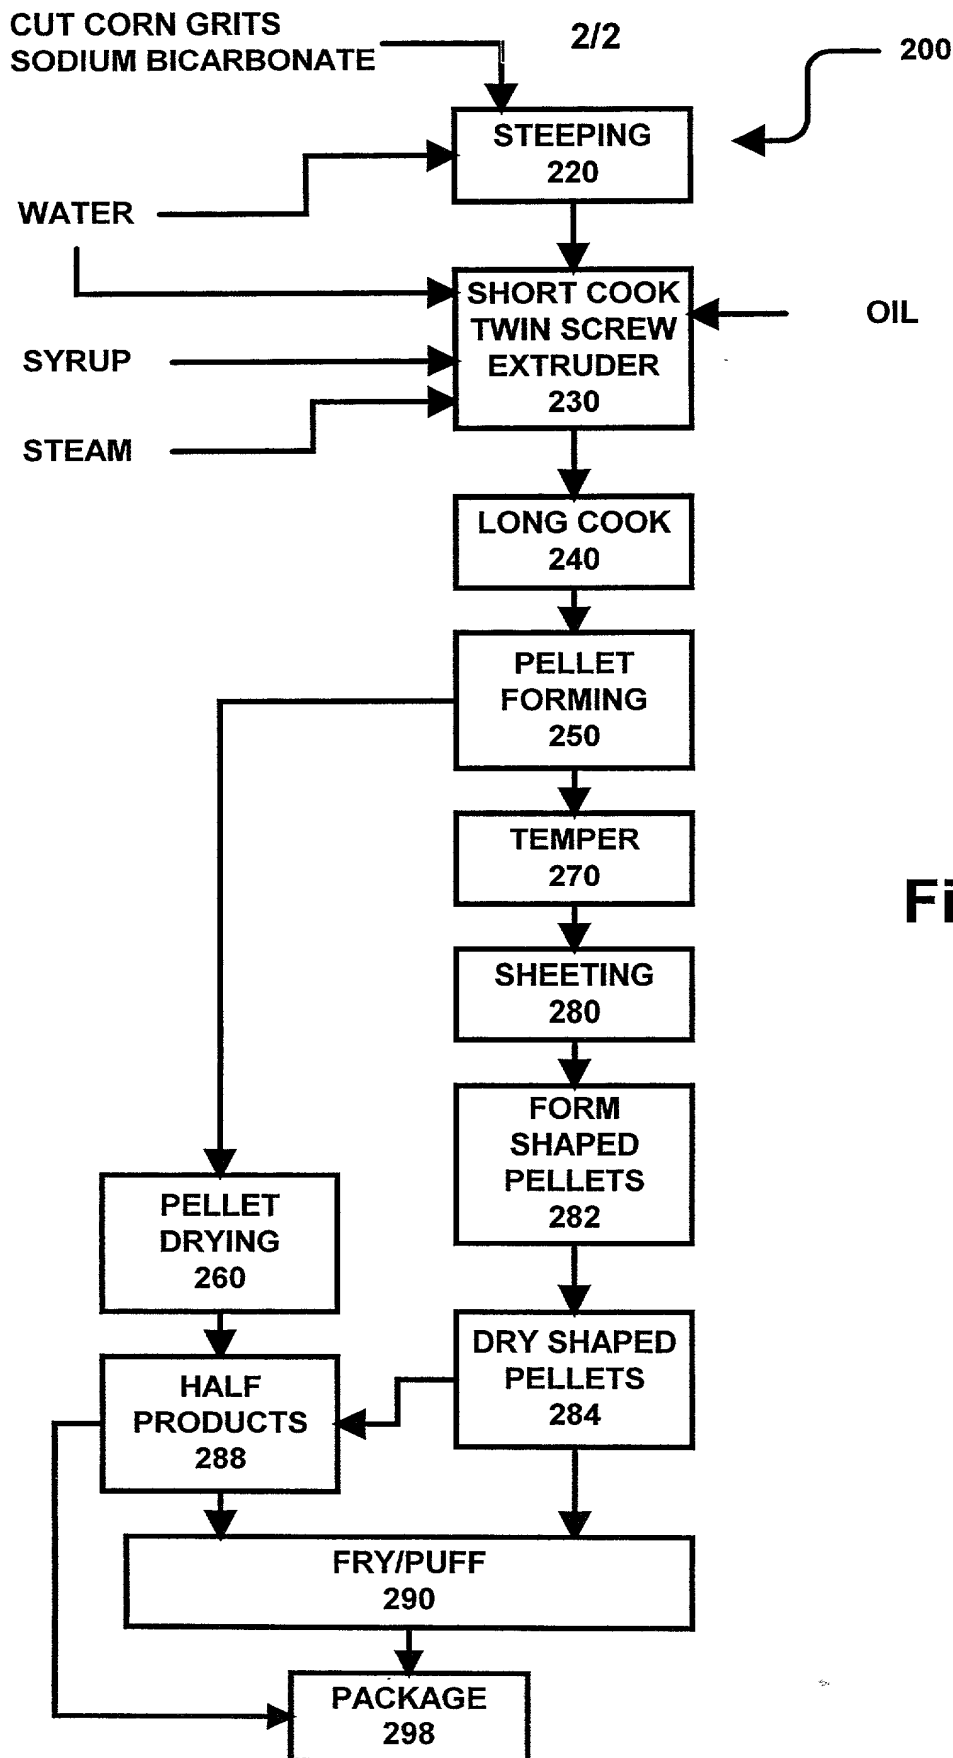 CUT CORN GRITS
SODIUM BICARBONATE
2/2
200
STEEPING
220
WATER
SHORT COOK
TWIN SCREW
EXTRUDER
230
OIL
SYRUP
STEAM
LONG COOK
240
PELLET
FORMING
250
TEMPER
270
Fi
SHEETING
280
FORM
SHAPED
PELLETS
282
PELLET
DRYING
260
DRY SHAPED
PELLETS
284
HALF
PRODUCTS
288
FRY/PUFF
290
PACKAGE
298